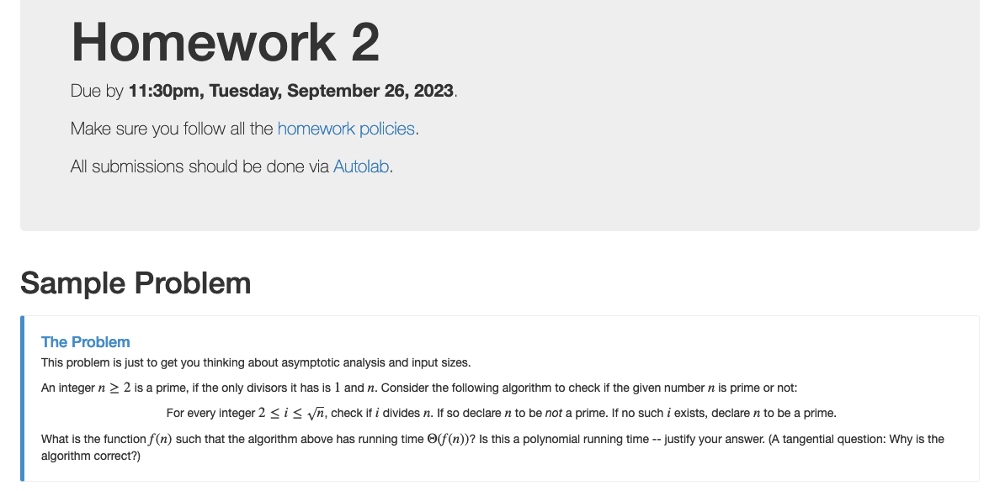 Homework 2
Due by 11:30pm, Tuesday, September 26, 2023.
Make sure you follow all the homework policies.
All submissions should be done via Autolab.
Sample Problem
The Problem
This problem is just to get you thinking about asymptotic analysis and input sizes.
An integer n ≥ 2 is a prime, if the only divisors it has is 1 and n. Consider the following algorithm to check if the given number n is prime or not:
For every integer 2 ≤ i ≤ √n, check if i divides n. If so declare n to be not a prime. If no such i exists, declare n to be a prime.
What is the function f(n) such that the algorithm above has running time Θ(f(n))? Is this a polynomial running time -- justify your answer. (A tangential question: Why is the
algorithm correct?)